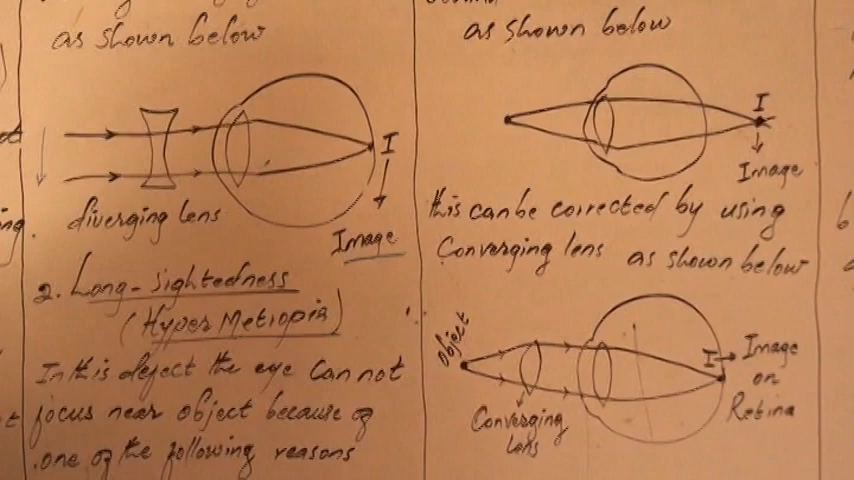 as shown below
I
diverging lens
Image
2. Long-sightedness
(Hyper Metropia)
In this defect the eye cannot
focus near object because of
one of the following reasons
as shown below
I
Image
this can be corrected by using
Converging lens as shown below
object
I → Image
on
Retina
Converging
lens